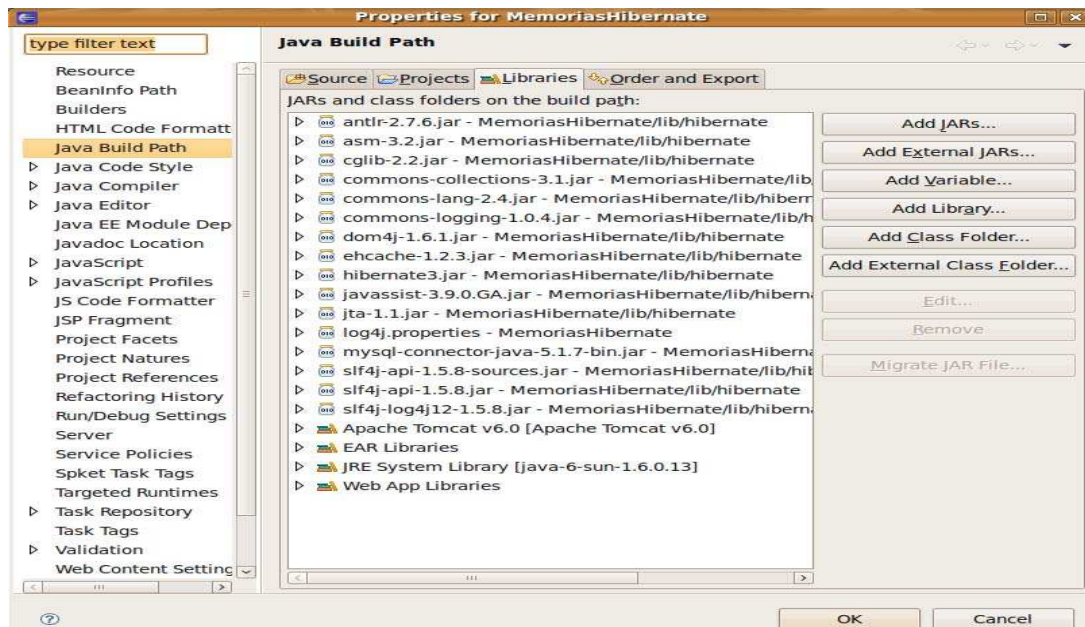 Properties for MemoriasHibernate
type filter text
Resource
BeanInfo Path
Builders
HTML Code Formatt
Java Build Path
Java Code Style
Java Compiler
Java Editor
Java EE Module Dep
Javadoc Location
JavaScript
JavaScript Profiles
JS Code Formatter
JSP Fragment
Project Facets
Project Natures
Project References
Refactoring History
Run/Debug Settings
Server
Service Policies
Spket Task Tags
Targeted Runtimes
Task Repository
Task Tags
Validation
Web Content Setting
Java Build Path
Source Projects Libraries Order and Export
JARs and class folders on the build path:
antlr-2.7.6.jar - MemoriasHibernate/lib/hibernate
asm-3.2.jar - MemoriasHibernate/lib/hibernate
cglib-2.2.jar - MemoriasHibernate/lib/hibernate
commons-collections-3.1.jar - MemoriasHibernate/lib
commons-lang-2.4.jar - MemoriasHibernate/lib/hibern
commons-logging-1.0.4.jar - MemoriasHibernate/lib/h
dom4j-1.6.1.jar - MemoriasHibernate/lib/hibernate
ehcache-1.2.3.jar - MemoriasHibernate/lib/hibernate
hibernate3.jar - MemoriasHibernate/lib/hibernate
javassist-3.9.0.GA.jar - MemoriasHibernate/lib/hibern
jta-1.1.jar - MemoriasHibernate/lib/hibernate
log4j.properties - MemoriasHibernate
mysql-connector-java-5.1.7-bin.jar - MemoriasHiberna
slf4j-api-1.5.8-sources.jar - MemoriasHibernate/lib/hib
slf4j-api-1.5.8.jar - MemoriasHibernate/lib/hibernate
slf4j-log4j12-1.5.8.jar - MemoriasHibernate/lib/hibern
Apache Tomcat v6.0 [Apache Tomcat v6.0]
EAR Libraries
JRE System Library [java-6-sun-1.6.0.13]
Web App Libraries
Add JARs...
Add External JARs...
Add Variable...
Add Library...
Add Class Folder...
Add External Class Folder...
Edit...
Remove
Migrate JAR File...
OK
Cancel